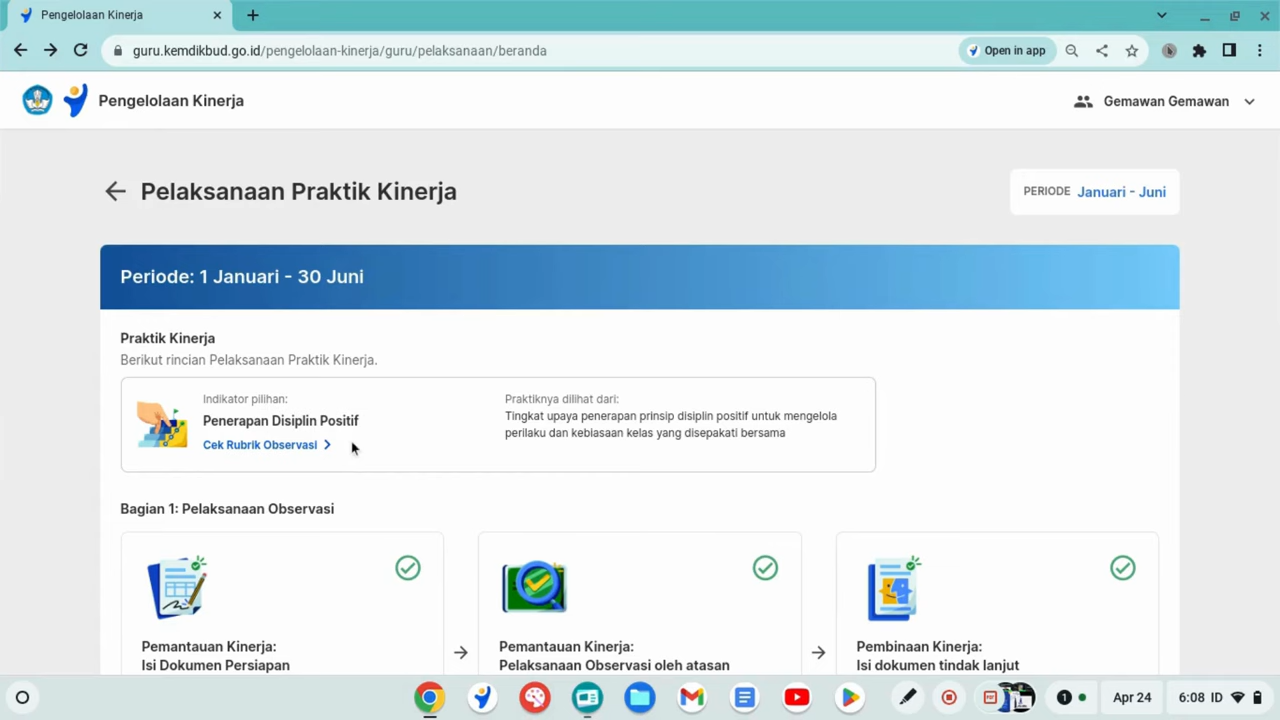 Pengelolaan Kinerja
guru.kemdikbud.go.id/pengelolaan-kinerja/guru/pelaksanaan/beranda
Open in app
Pengelolaan Kinerja
Gemawan Gemawan
Pelaksanaan Praktik Kinerja
PERIODE Januari - Juni
Periode: 1 Januari - 30 Juni
Praktik Kinerja
Berikut rincian Pelaksanaan Praktik Kinerja.
Indikator pilihan:
Penerapan Disiplin Positif
Cek Rubrik Observasi
Praktiknya dilihat dari:
Tingkat upaya penerapan prinsip disiplin positif untuk mengelola
perilaku dan kebiasaan kelas yang disepakati bersama
Bagian 1: Pelaksanaan Observasi
Pemantauan Kinerja:
Isi Dokumen Persiapan
Pemantauan Kinerja:
Pelaksanaan Observasi oleh atasan
Pembinaan Kinerja:
Isi dokumen tindak lanjut
1
Apr 24
6:08 ID